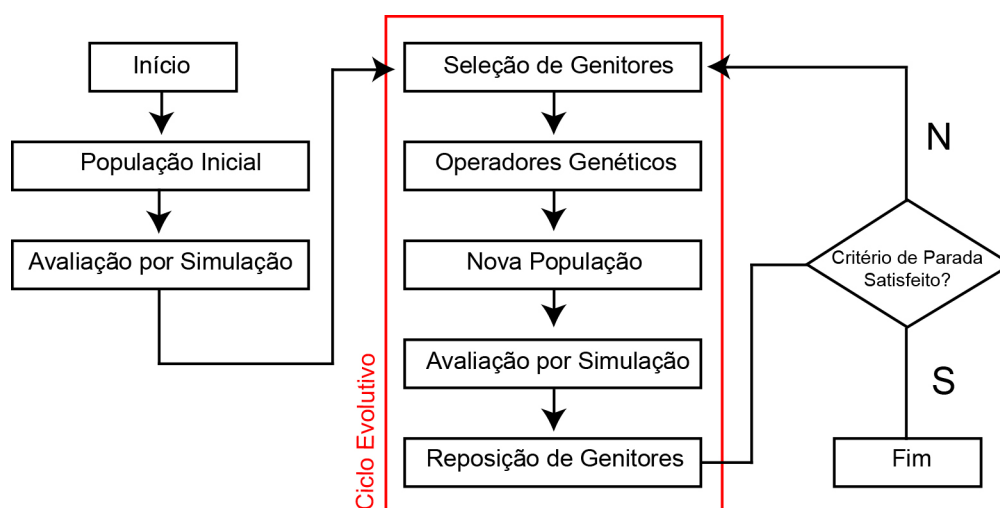 Início
População Inicial
Avaliação por Simulação
Ciclo Evolutivo
Seleção de Genitores
Operadores Genéticos
Nova População
Avaliação por Simulação
Reposição de Genitores
N
Critério de Parada
Satisfeito?
S
Fim